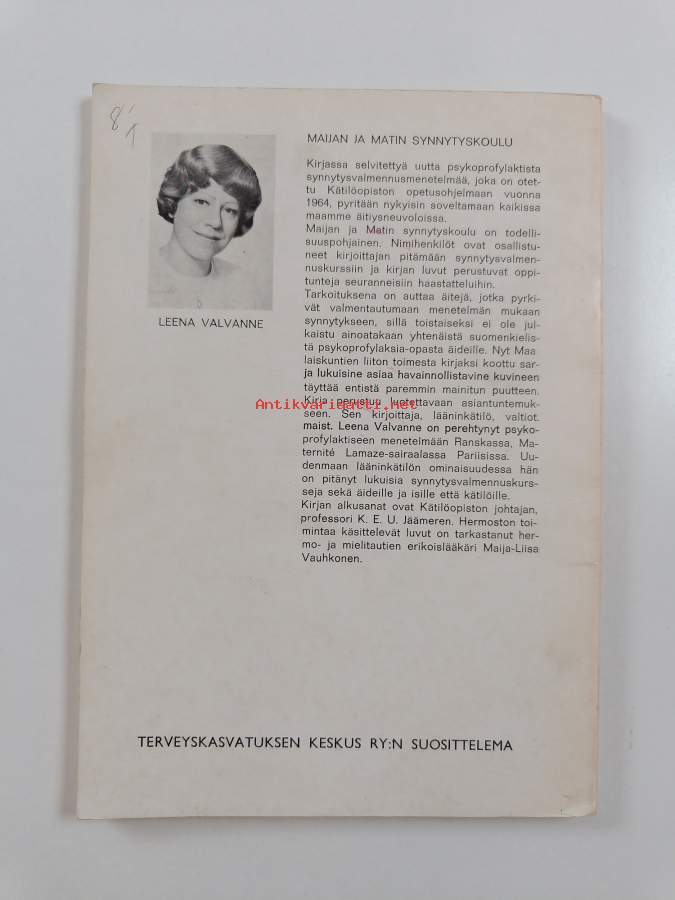 MAIJAN JA MATIN SYNNYTYSKOULU
Kirjassa selvitettyä uutta psykoprofylaktista
synnytysvalmennusmenetelmää, joka on otet-
tu Kätilöopiston opetusohjelmaan vuonna
1964, pyritään nykyisin soveltamaan kaikissa
maamme äitiysneuvoloissa.
Maijan ja Matin synnytyskoulu on todelli-
suuspohjainen. Nimihenkilöt ovat osallistu-
neet kirjoittajan pitämään synnytysvalmen-
nuskurssiin ja kirjan luvut perustuvat oppi-
tunteja seuranneisiin haastatteluihin.
Tarkoituksena on auttaa äitejä, jotka pyrki-
vät valmentautumaan menetelmän mukaan
synnytykseen, sillä toistaiseksi ei ole jul-
kaistu ainoatakaan yhtenäistä suomenkielis-
tä psykoprofylaksia-opasta äideille. Nyt Maa
laiskuntien liiton toimesta kirjaksi koottu sar-
ja lukuisine asiaa havainnollistavine kuvineen
täyttää entistä paremmin mainitun puutteen.
Kirja perustuu luotettavaan asiantuntemuk-
seen. Sen kirjoittaja, lääninkätilö, valtiot.
maist. Leena Valvanne on perehtynyt psyko-
profylaktiseen menetelmään Ranskassa, Ma-
ternité Lamaze-sairaalassa Pariisissa. Uu-
denmaan lääninkätilön ominaisuudessa hän
on pitänyt lukuisia synnytysvalmennuskurs-
seja sekä äideille ja isille että kätilöille.
Kirjan alkusanat ovat Kätilöopiston johtajan,
professori K. E. U. Jäämeren. Hermoston toi-
mintaa käsittelevät luvut on tarkastanut her-
mo- ja mielitautien erikoislääkäri Maija-Liisa
Vauhkonen.
LEENA VALVANNE
Antikvariaatti.net
TERVEYSKASVATUKSEN KESKUS RY:N SUOSITTELEMA